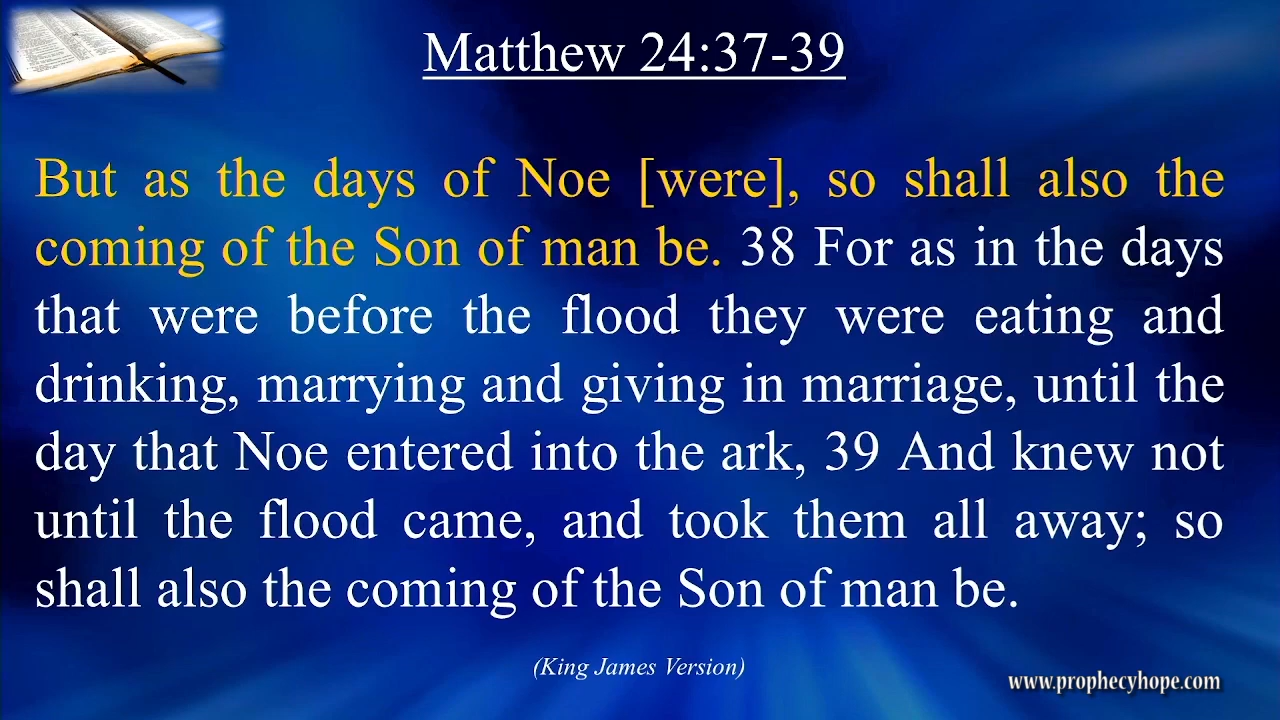 Matthew 24:37-39
But as the days of Noe [were], so shall also the
coming of the Son of man be. 38 For as in the days
that were before the flood they were eating and
drinking, marrying and giving in marriage, until the
day that Noe entered into the ark, 39 And knew not
until the flood came, and took them all away; so
shall also the coming of the Son of man be.
(King James Version)
www.prophecyhope.com